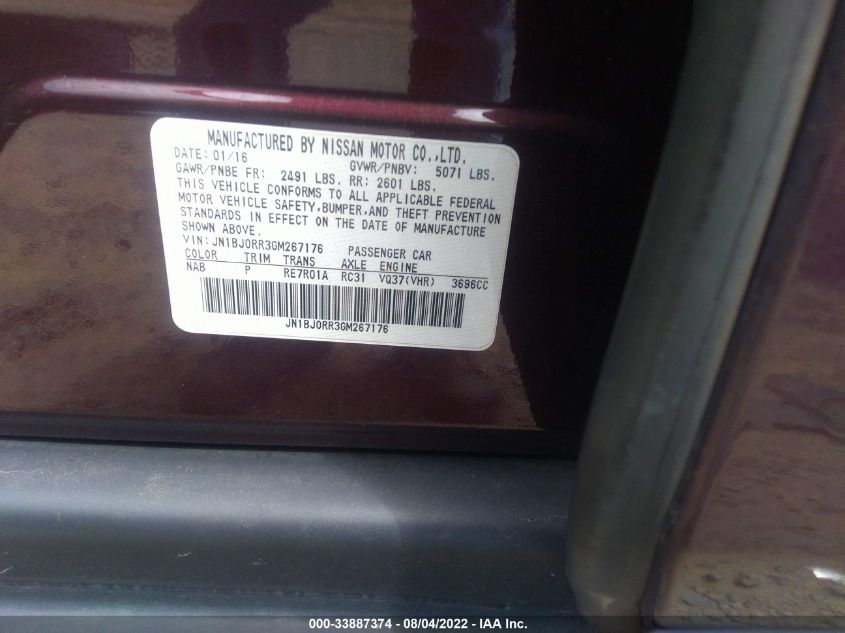 MANUFACTURED BY NISSAN MOTOR CO.,LTD.
DATE: 01/16 GVWR/PNBV: 5071 LBS.
GAWR/PNBE FR: 2491 LBS. RR: 2601 LBS.
THIS VEHICLE CONFORMS TO ALL APPLICABLE FEDERAL
MOTOR VEHICLE SAFETY,BUMPER,AND THEFT PREVENTION
STANDARDS IN EFFECT ON THE DATE OF MANUFACTURE
SHOWN ABOVE.
VIN: JN1BJ0RR3GM267176 PASSENGER CAR
COLOR TRIM TRANS AXLE ENGINE
NAB P RE7R01A RC31 VQ37(VHR) 3696CC
JN1BJ0RR3GM267176
000-33887374 - 08/04/2022 - IAA Inc.